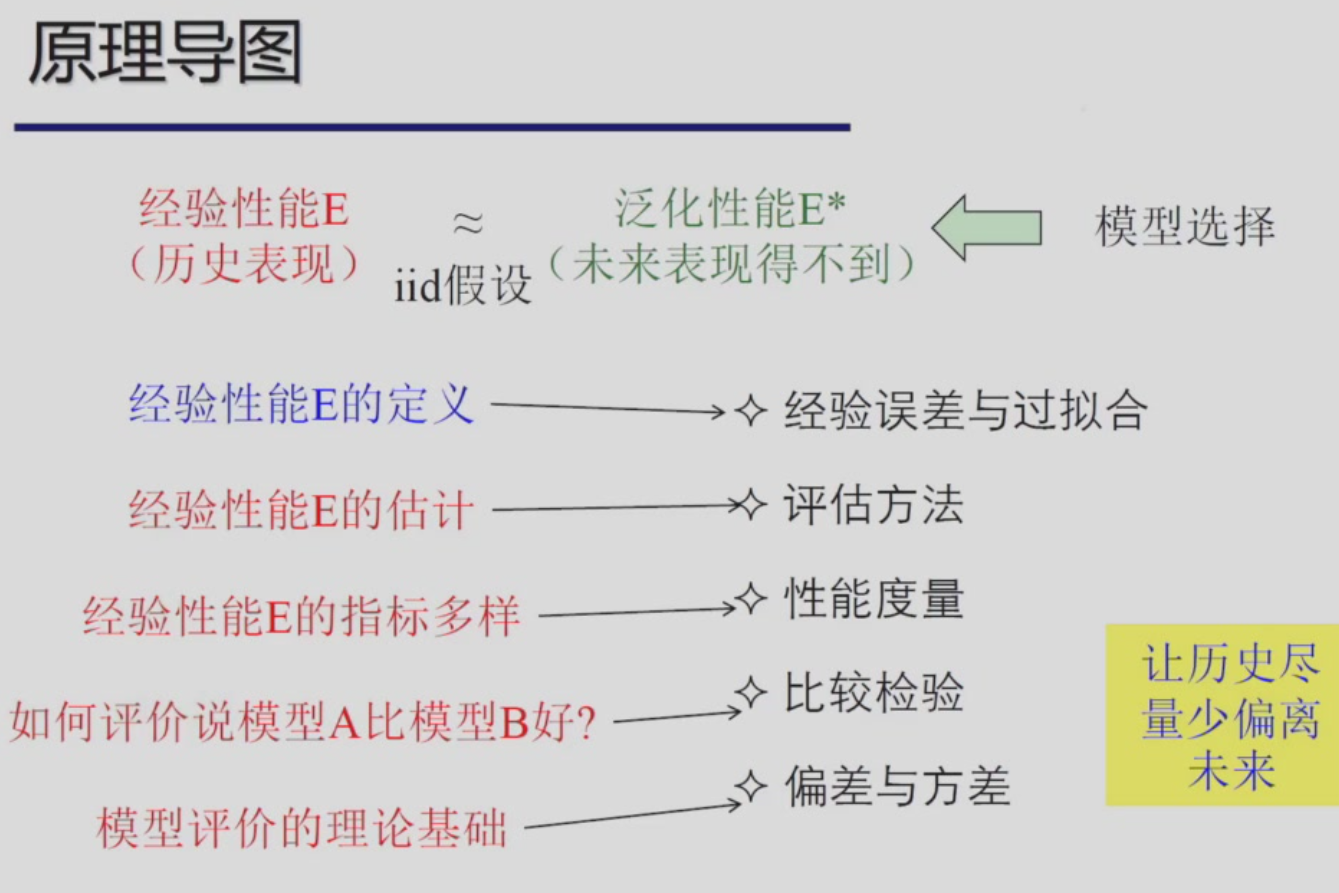 原理导图
经验性能E
（历史表现）
≈
iid假设
泛化性能E*
（未来表现得不到）
模型选择
经验性能E的定义
经验误差与过拟合
经验性能E的估计
评估方法
经验性能E的指标多样
性能度量
如何评价说模型A比模型B好?
比较检验
模型评价的理论基础
偏差与方差
让历史尽
量少偏离
未来